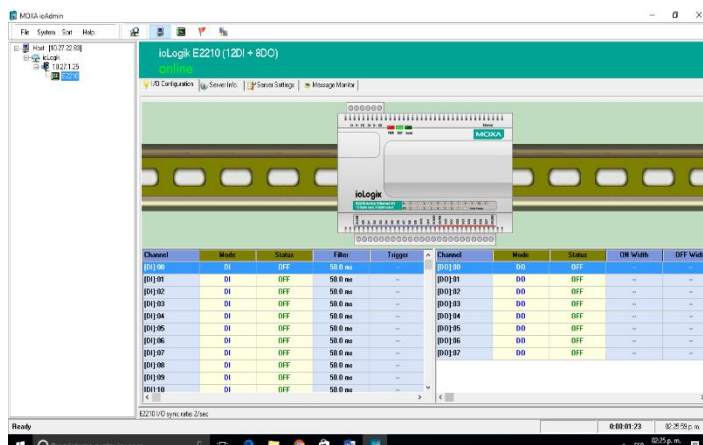 MOXA ioAdmin
File System Sort Help
Host [10.27.22.83]
ioLogik
10.27.1.25
E2210
ioLogik E2210 (12DI + 8DO)
online
I/O Configuration Server Info. Server Settings Message Monitor
MOXA
ioLogik
Channel Mode Status Filter Trigger Channel Mode Status ON Width OFF Widt
[DI]:00 DI OFF 50.0 ms -- [DO]:00 DO OFF -- --
[DI]:01 DI OFF 50.0 ms -- [DO]:01 DO OFF -- --
[DI]:02 DI OFF 50.0 ms -- [DO]:02 DO OFF -- --
[DI]:03 DI OFF 50.0 ms -- [DO]:03 DO OFF -- --
[DI]:04 DI OFF 50.0 ms -- [DO]:04 DO OFF -- --
[DI]:05 DI OFF 50.0 ms -- [DO]:05 DO OFF -- --
[DI]:06 DI OFF 50.0 ms -- [DO]:06 DO OFF -- --
[DI]:07 DI OFF 50.0 ms -- [DO]:07 DO OFF -- --
[DI]:08 DI OFF 50.0 ms --
[DI]:09 DI OFF 50.0 ms --
[DI]:10 DI OFF 50.0 ms --
E2210 I/O sync rate: 2/sec
Ready 0:00:01:23 02:25:59 p.m.
02:25 p.m.